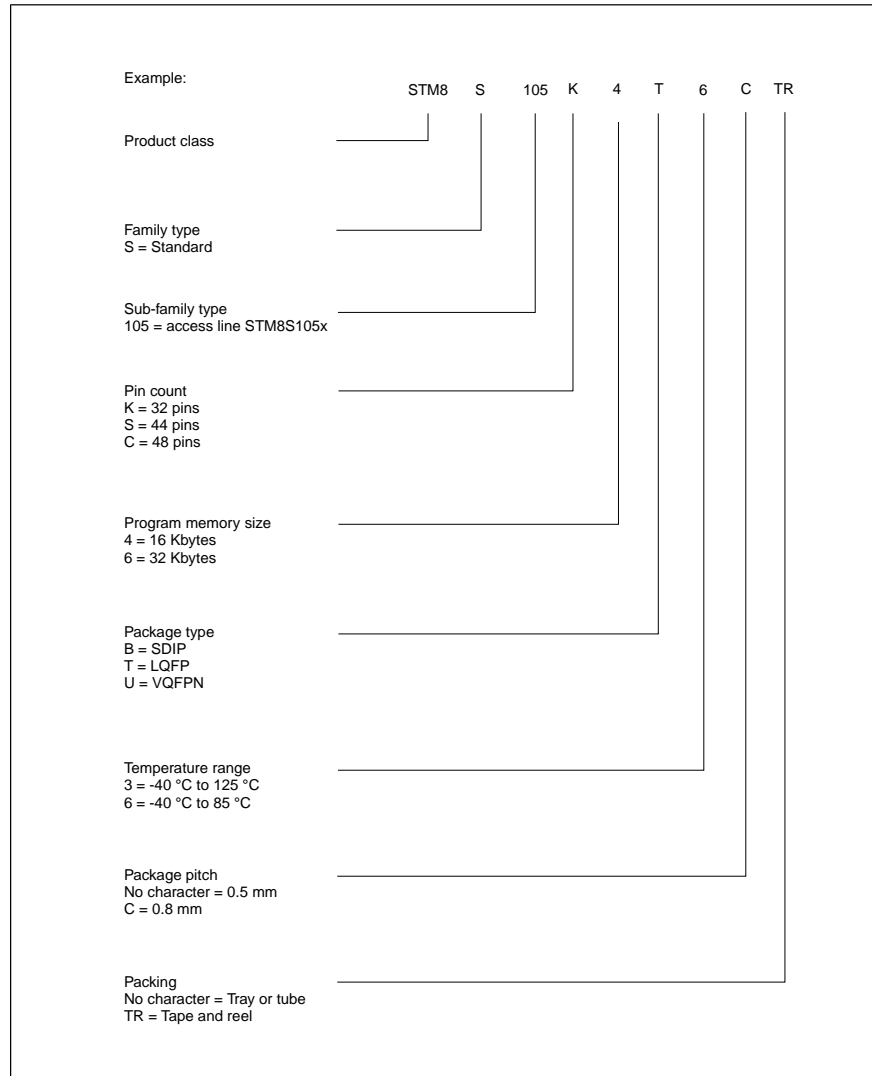 Example:
STM8 S 105 K 4 T 6 C TR
Product class
Family type
S = Standard
Sub-family type
105 = access line STM8S105x
Pin count
K = 32 pins
S = 44 pins
C = 48 pins
Program memory size
4 = 16 Kbytes
6 = 32 Kbytes
Package type
B = SDIP
T = LQFP
U = VQFPN
Temperature range
3 = -40 °C to 125 °C
6 = -40 °C to 85 °C
Package pitch
No character = 0.5 mm
C = 0.8 mm
Packing
No character = Tray or tube
TR = Tape and reel